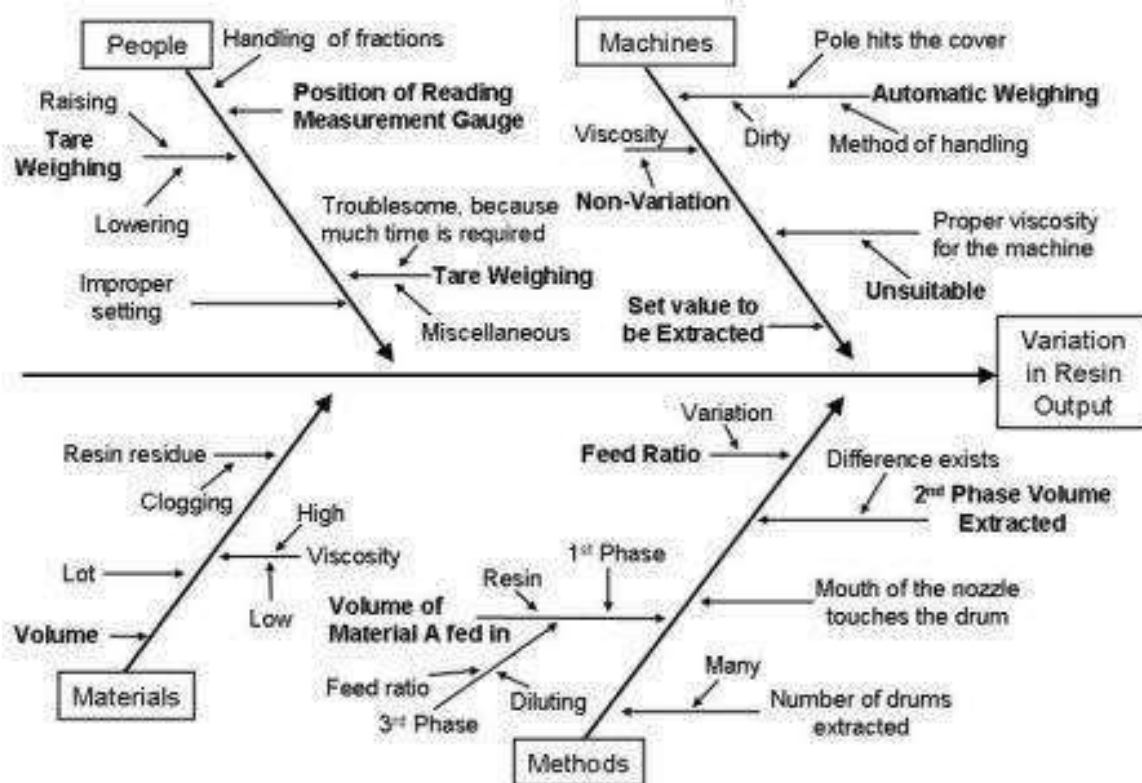 People
Handling of fractions
Position of Reading
Measurement Gauge
Raising
Tare
Weighing
Lowering
Troublesome, because
much time is required
Tare Weighing
Miscellaneous
Improper
setting
Machines
Pole hits the cover
Automatic Weighing
Dirty
Method of handling
Viscosity
Non-Variation
Proper viscosity
for the machine
Unsuitable
Set value to
be Extracted
Variation
in Resin
Output
Resin residue
Clogging
High
Viscosity
Low
Lot
Volume
Materials
Variation
Feed Ratio
Difference exists
2nd Phase Volume
Extracted
1st Phase
Resin
Volume of
Material A fed in
Feed ratio
3rd Phase
Diluting
Mouth of the nozzle
touches the drum
Many
Number of drums
extracted
Methods